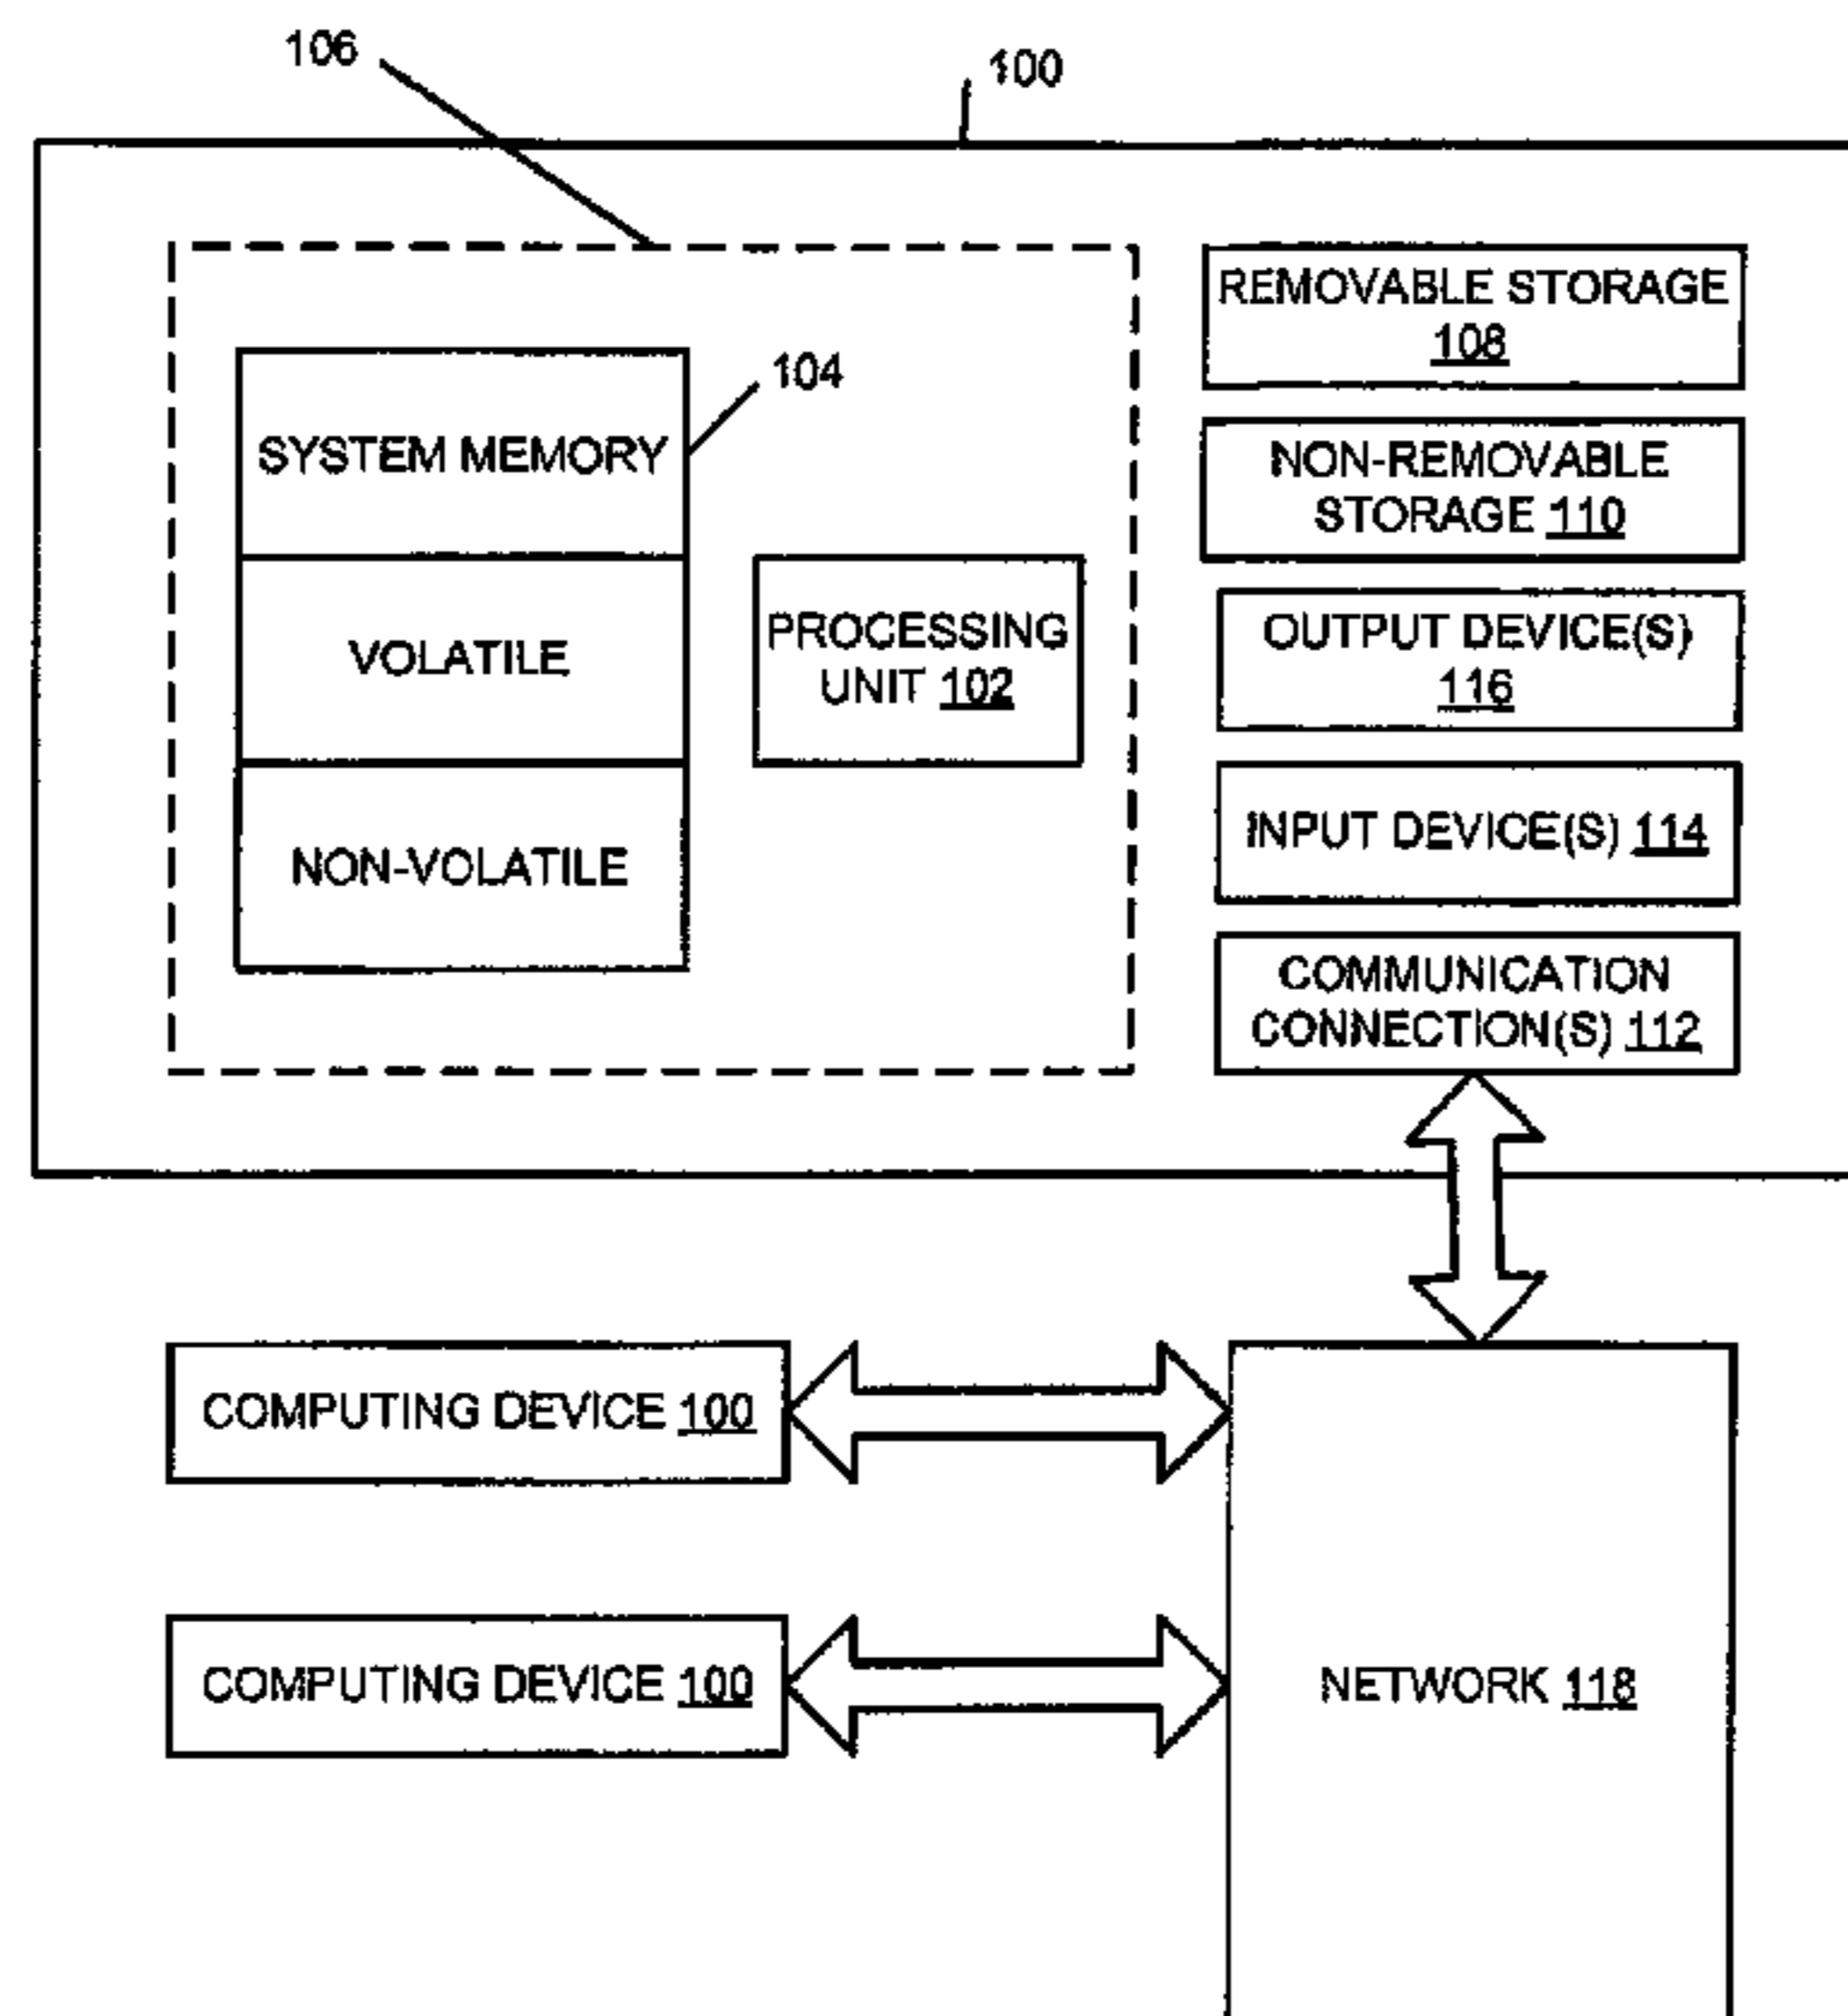 106
100
REMOVABLE STORAGE
108
104
SYSTEM MEMORY
NON-REMOVABLE
STORAGE 110
VOLATILE
PROCESSING
UNIT 102
OUTPUT DEVICE(S)
116
NON-VOLATILE
INPUT DEVICE(S) 114
COMMUNICATION
CONNECTION(S) 112
COMPUTING DEVICE 100
COMPUTING DEVICE 100
NETWORK 118